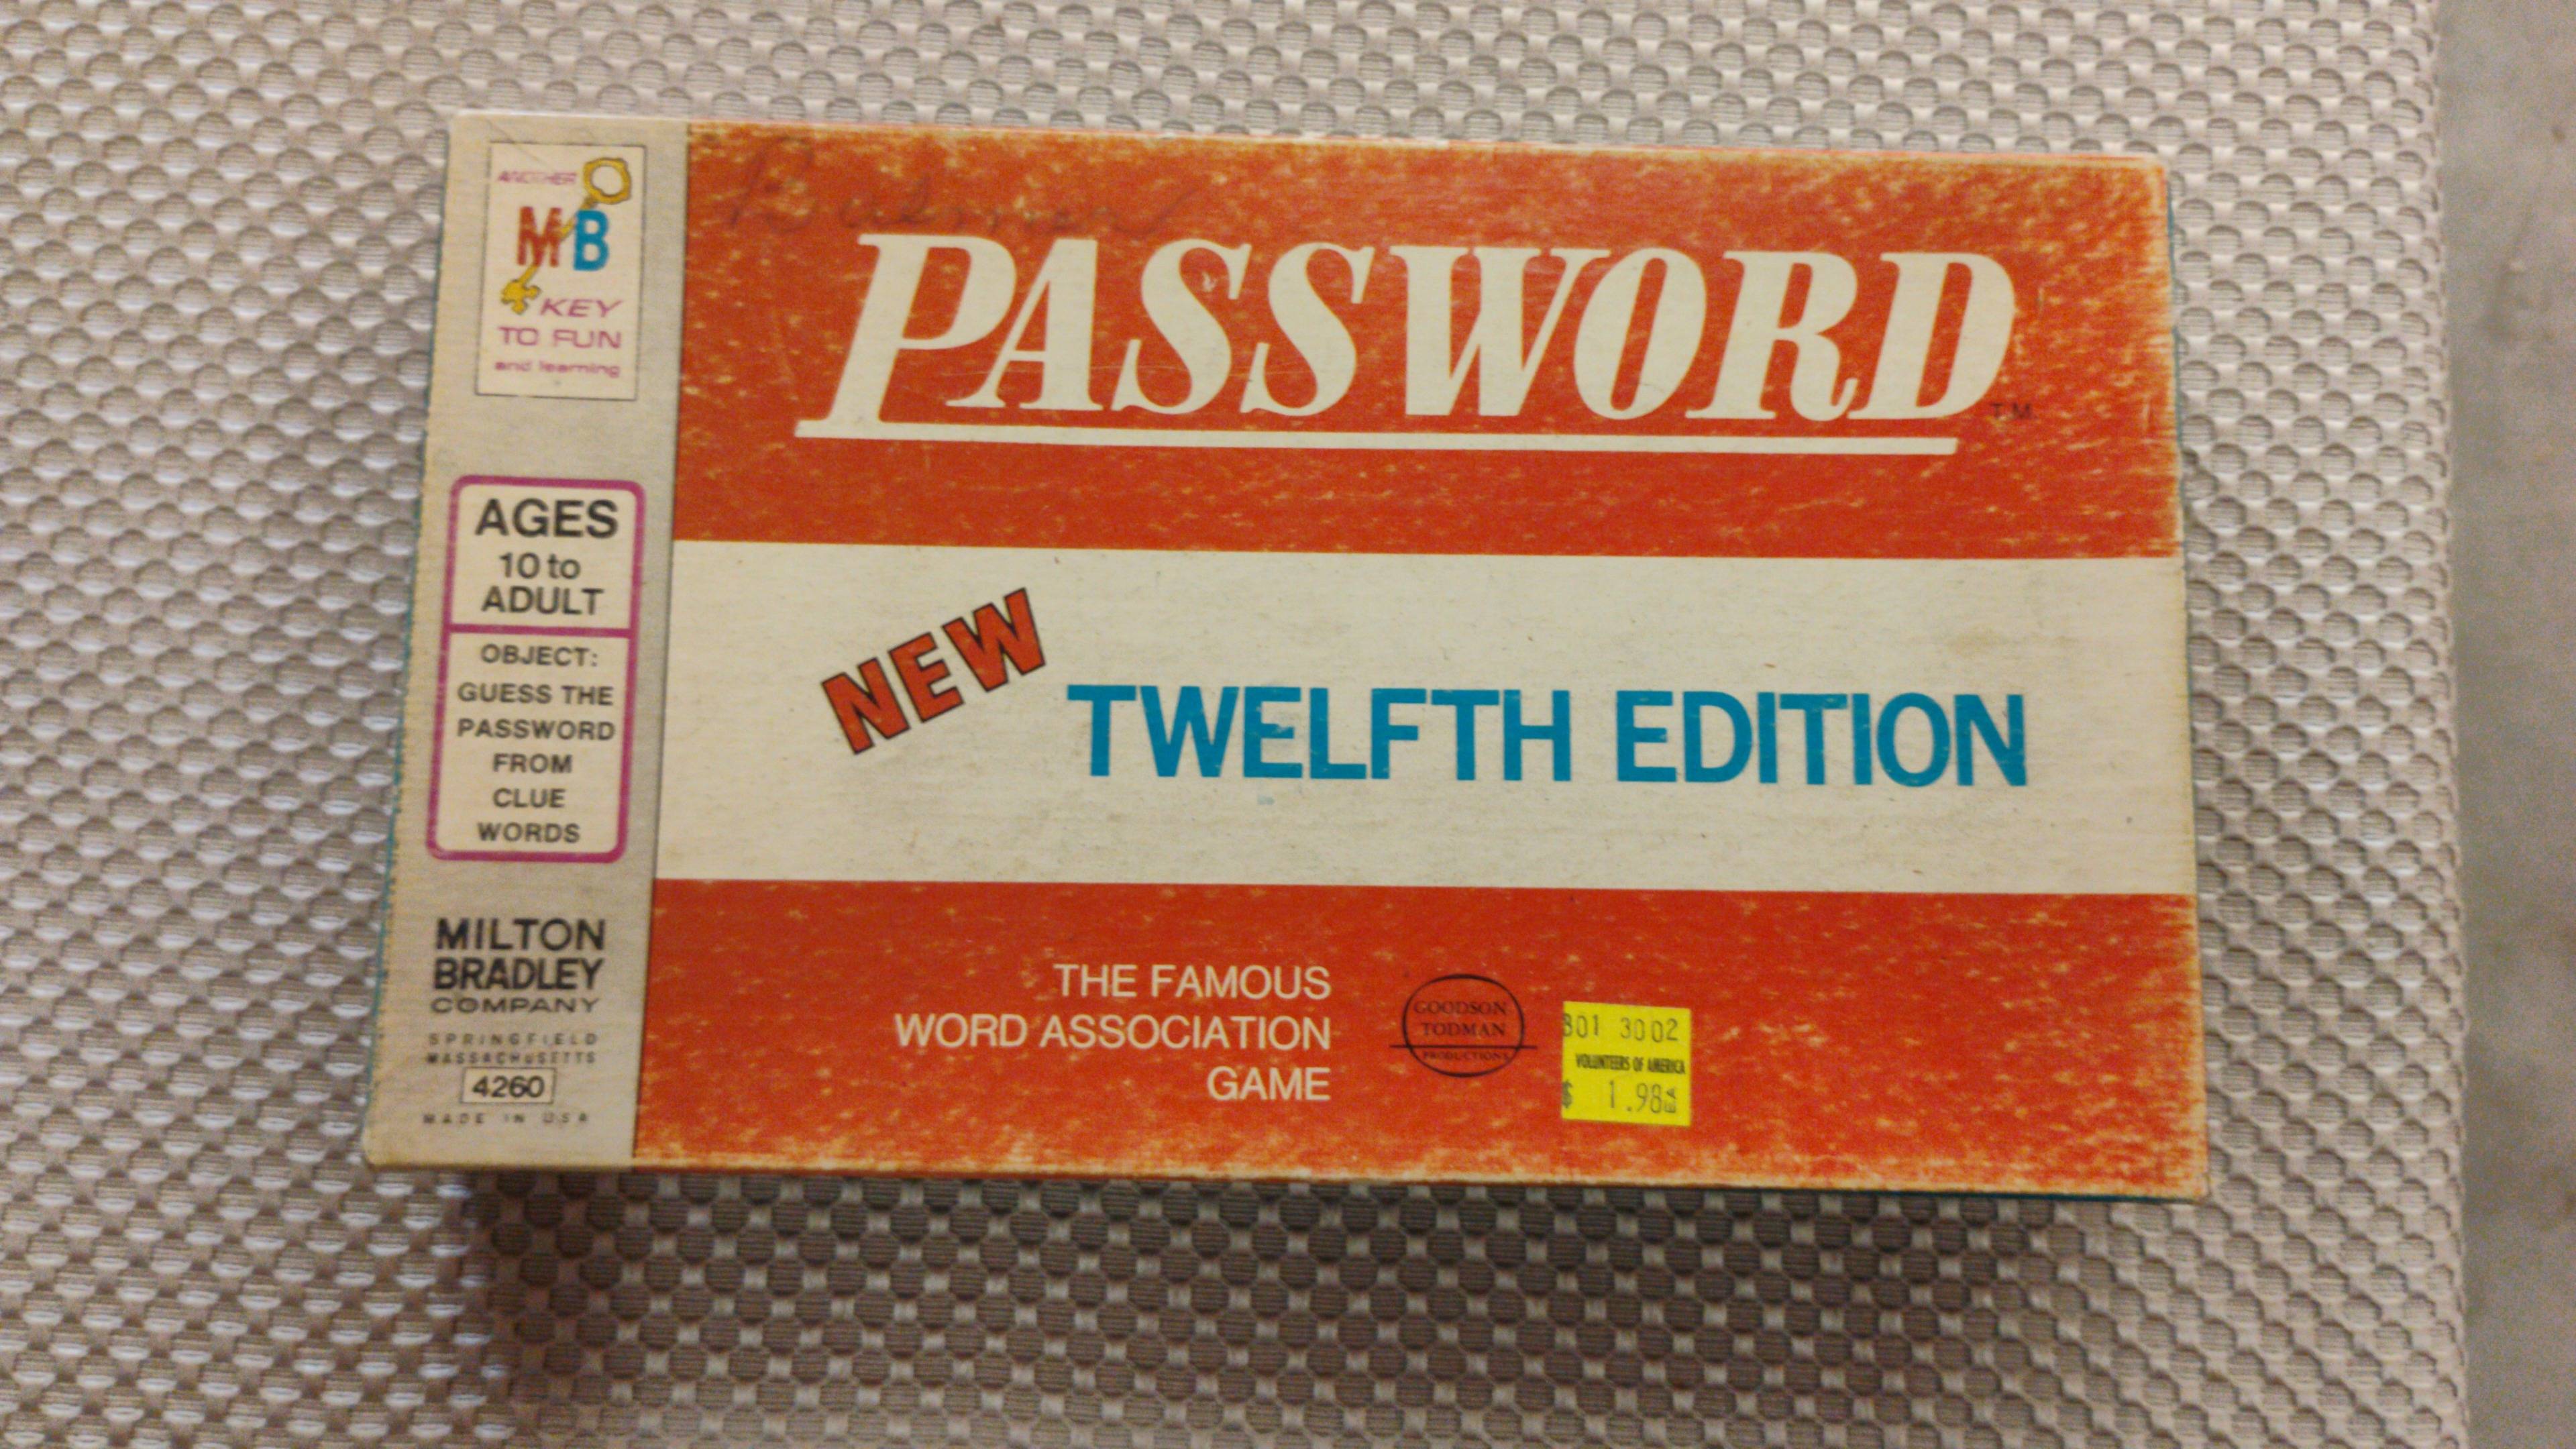 ANOTHER
MB
KEY
TO FUN
and learning
AGES
10 to
ADULT
OBJECT:
GUESS THE
PASSWORD
FROM
CLUE
WORDS
MILTON
BRADLEY
COMPANY
SPRINGFIELD
MASSACHUSETTS
4260
MADE IN USA
PASSWORD
TM
NEW
TWELFTH EDITION
THE FAMOUS
WORD ASSOCIATION
GAME
GOODSON
TODMAN
PRODUCTIONS
3002
VOLUNTEERS OF AMERICA
$ 1.98